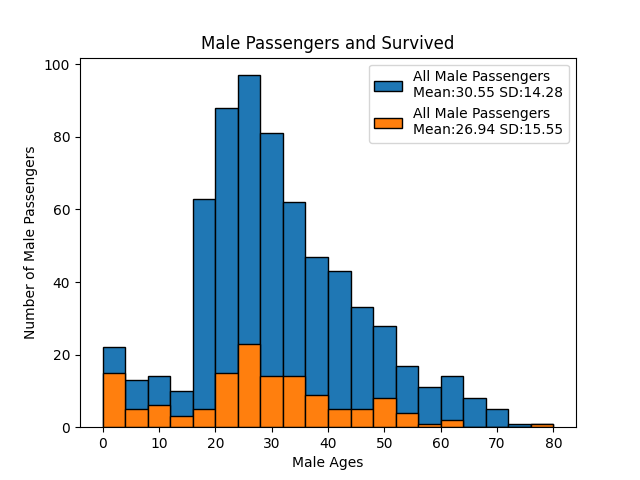 Male Passengers and Survived
All Male Passengers
Mean:30.55 SD:14.28
All Male Passengers
Mean:26.94 SD:15.55
Number of Male Passengers
100
80
60
40
20
0
0 10 20 30 40 50 60 70 80
Male Ages